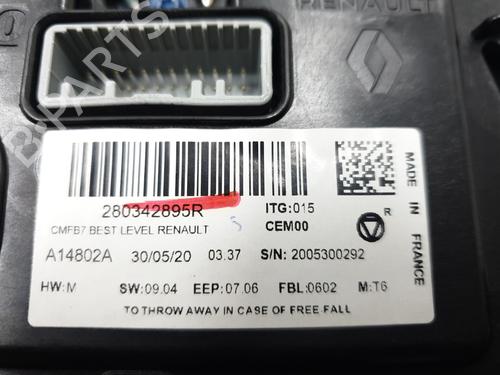 RENAULT
280342895R
ITG:015
CMFB7 BEST LEVEL RENAULT
CEM00
R
A14802A 30/05/20 03.37 S/N: 2005300292
HW:M SW:09.04 EEP:07.06 FBL:0602 M:T6
TO THROW AWAY IN CASE OF FREE FALL
MADE IN FRANCE
B-Parts